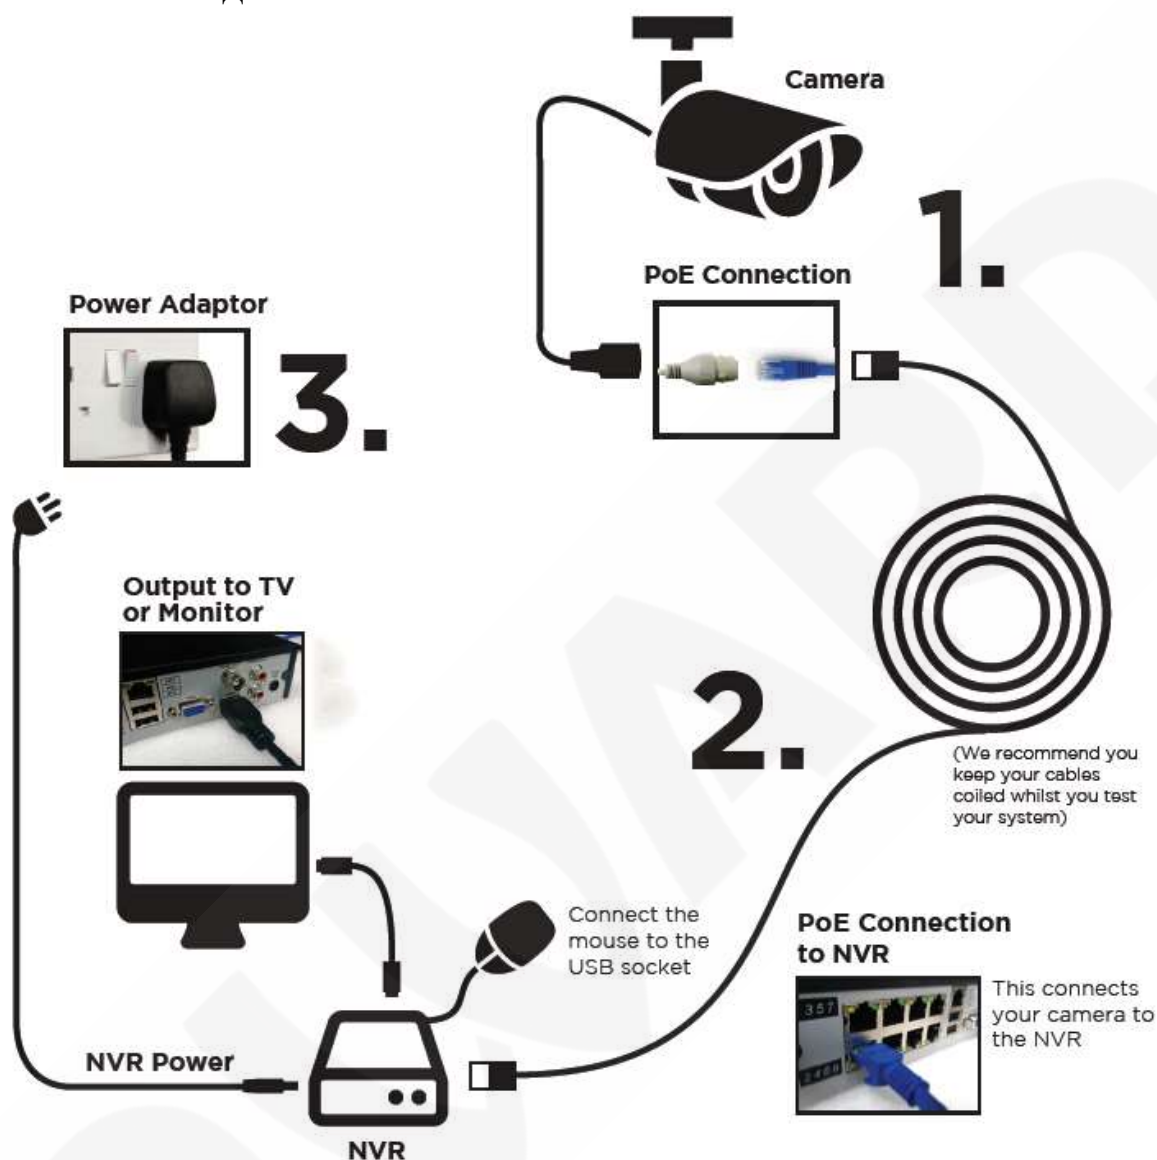 Camera
1.
PoE Connection
Power Adaptor
3.
Output to TV
or Monitor
2.
(We recommend you
keep your cables
coiled whilst you test
your system)
Connect the
mouse to the
USB socket
PoE Connection
to NVR
357
This connects
your camera to
the NVR
NVR Power
NVR